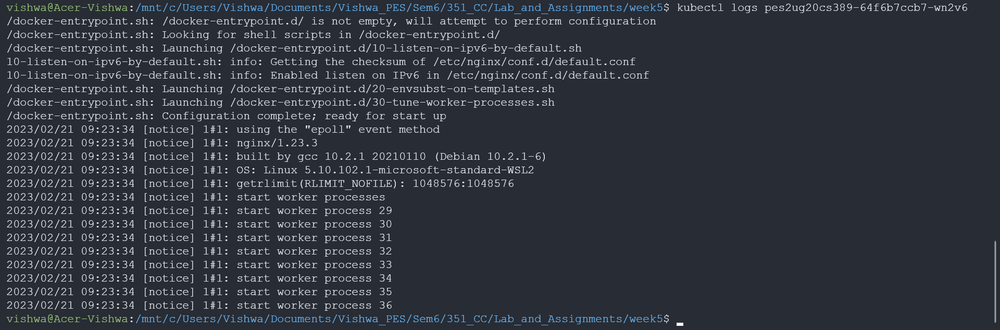 vishwa@Acer-Vishwa:/mnt/c/Users/Vishwa/Documents/Vishwa_PES/Sem6/351_CC/Lab_and_Assignments/week5$ kubectl logs pes2ug20cs389-64f6b7ccb7-wn2v6
/docker-entrypoint.sh: /docker-entrypoint.d/ is not empty, will attempt to perform configuration
/docker-entrypoint.sh: Looking for shell scripts in /docker-entrypoint.d/
/docker-entrypoint.sh: Launching /docker-entrypoint.d/10-listen-on-ipv6-by-default.sh
10-listen-on-ipv6-by-default.sh: info: Getting the checksum of /etc/nginx/conf.d/default.conf
10-listen-on-ipv6-by-default.sh: info: Enabled listen on IPv6 in /etc/nginx/conf.d/default.conf
/docker-entrypoint.sh: Launching /docker-entrypoint.d/20-envsubst-on-templates.sh
/docker-entrypoint.sh: Launching /docker-entrypoint.d/30-tune-worker-processes.sh
/docker-entrypoint.sh: Configuration complete; ready for start up
2023/02/21 09:23:34 [notice] 1#1: using the "epoll" event method
2023/02/21 09:23:34 [notice] 1#1: nginx/1.23.3
2023/02/21 09:23:34 [notice] 1#1: built by gcc 10.2.1 20210110 (Debian 10.2.1-6)
2023/02/21 09:23:34 [notice] 1#1: OS: Linux 5.10.102.1-microsoft-standard-WSL2
2023/02/21 09:23:34 [notice] 1#1: getrlimit(RLIMIT_NOFILE): 1048576:1048576
2023/02/21 09:23:34 [notice] 1#1: start worker processes
2023/02/21 09:23:34 [notice] 1#1: start worker process 29
2023/02/21 09:23:34 [notice] 1#1: start worker process 30
2023/02/21 09:23:34 [notice] 1#1: start worker process 31
2023/02/21 09:23:34 [notice] 1#1: start worker process 32
2023/02/21 09:23:34 [notice] 1#1: start worker process 33
2023/02/21 09:23:34 [notice] 1#1: start worker process 34
2023/02/21 09:23:34 [notice] 1#1: start worker process 35
2023/02/21 09:23:34 [notice] 1#1: start worker process 36
vishwa@Acer-Vishwa:/mnt/c/Users/Vishwa/Documents/Vishwa_PES/Sem6/351_CC/Lab_and_Assignments/week5$